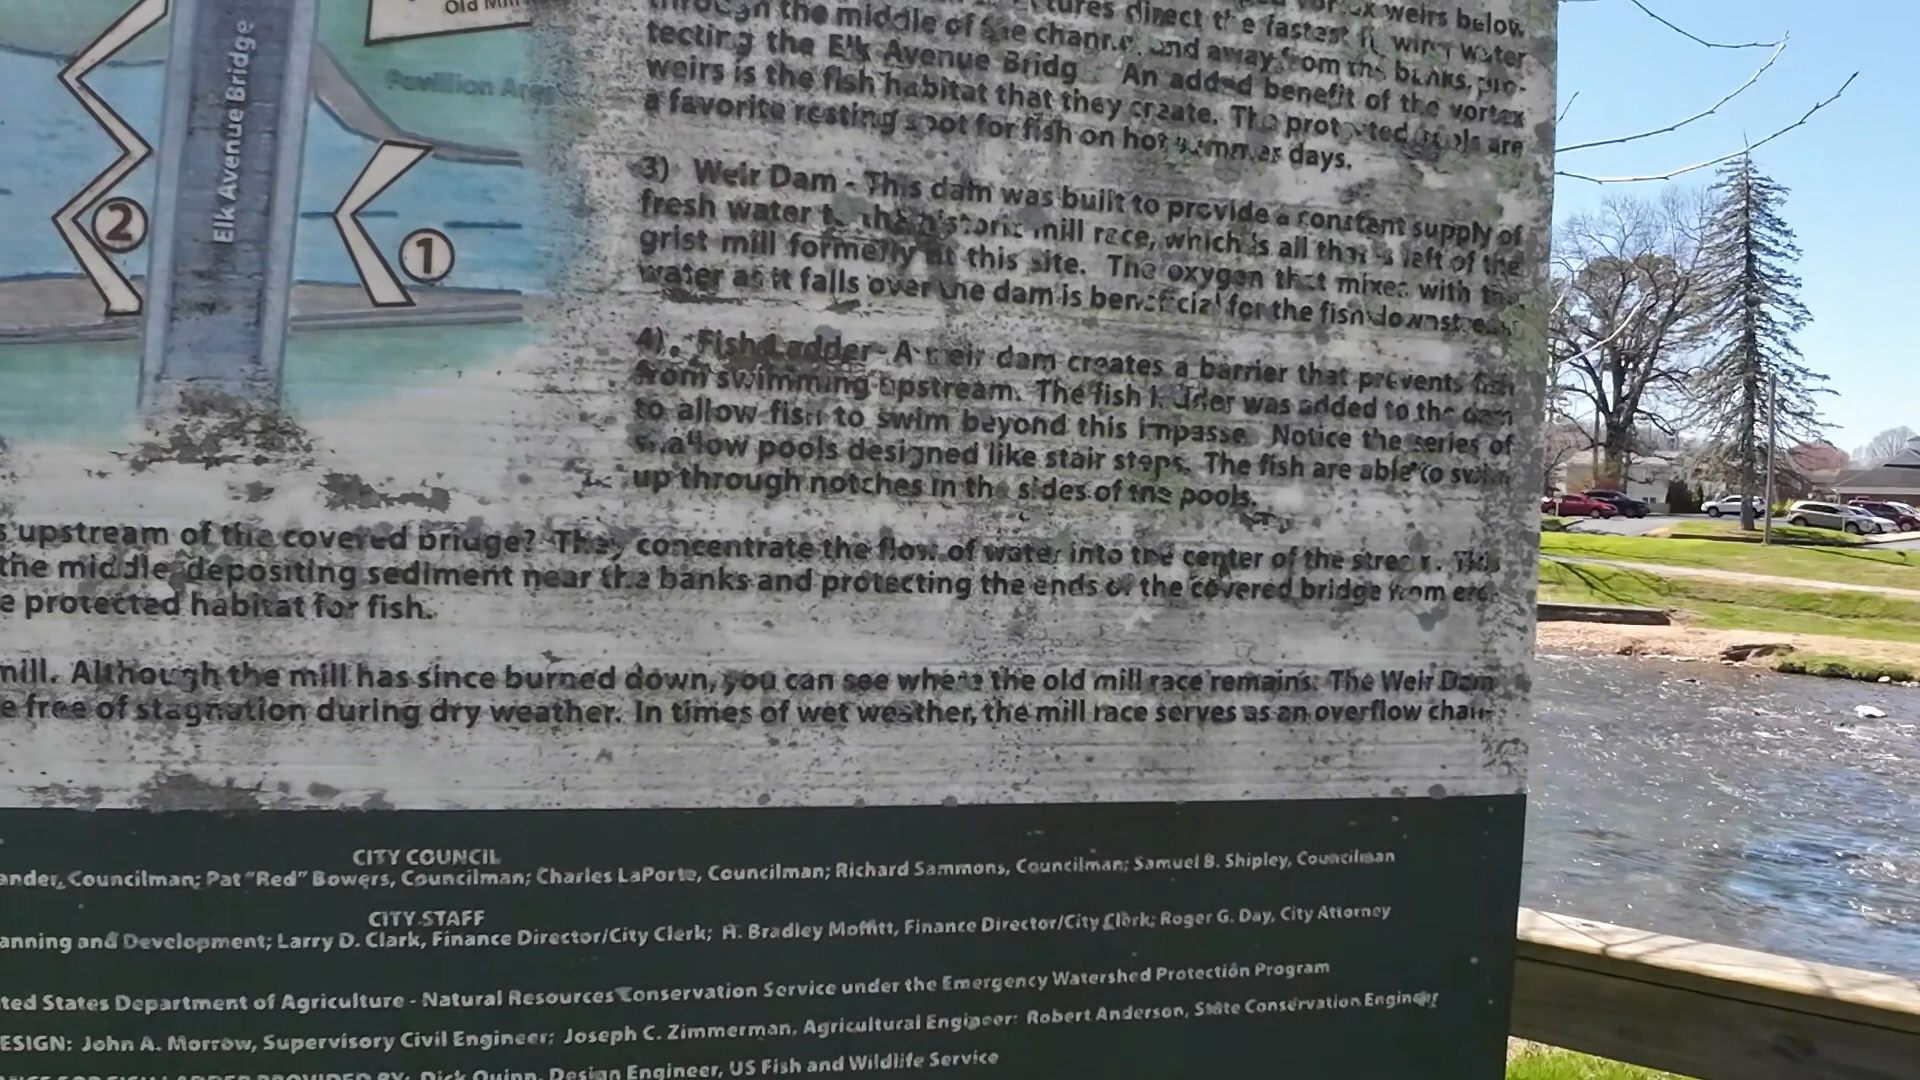 Old Mill
Elk Avenue Bridge
Pavillion Area
2
1
weirs below
through the middle of the channel and away from the banks, pro-
tecting the Elk Avenue Bridge. An added benefit of the vortex
weirs is the fish habitat that they create. The protected pools are
a favorite resting spot for fish on hot summer days.
3) Weir Dam - This dam was built to provide a constant supply of
fresh water to the historic mill race, which is all that is left of the
grist mill formelly at this site. The oxygen that mixes with the
water as it falls over the dam is beneficial for the fish downstream.
4). Fish Ladder - A weir dam creates a barrier that prevents fish
from swimming upstream. The fish ladder was added to the dam
to allow fish to swim beyond this impasse. Notice the series of
shallow pools designed like stair steps. The fish are able to swim
up through notches in the sides of the pools.
s upstream of the covered bridge? They concentrate the flow of water into the center of the stream. This
the middle, depositing sediment near the banks and protecting the ends of the covered bridge from ero-
e protected habitat for fish.
mill. Although the mill has since burned down, you can see where the old mill race remains. The Weir Dam
e free of stagnation during dry weather. In times of wet weather, the mill race serves as an overflow chan-
CITY COUNCIL
ander, Councilman; Pat "Red" Bowers, Councilman; Charles LaPorte, Councilman; Richard Sammons, Councilman; Samuel B. Shipley, Councilman
CITY STAFF
anning and Development; Larry D. Clark, Finance Director/City Clerk; H. Bradley Moffitt, Finance Director/City Clerk; Roger G. Day, City Attorney
ted States Department of Agriculture - Natural Resources Conservation Service under the Emergency Watershed Protection Program
ESIGN: John A. Morrow, Supervisory Civil Engineer; Joseph C. Zimmerman, Agricultural Engineer: Robert Anderson, State Conservation Engineer
FISH LADDER PROVIDED BY: Dick Quinn, Design Engineer, US Fish and Wildlife Service